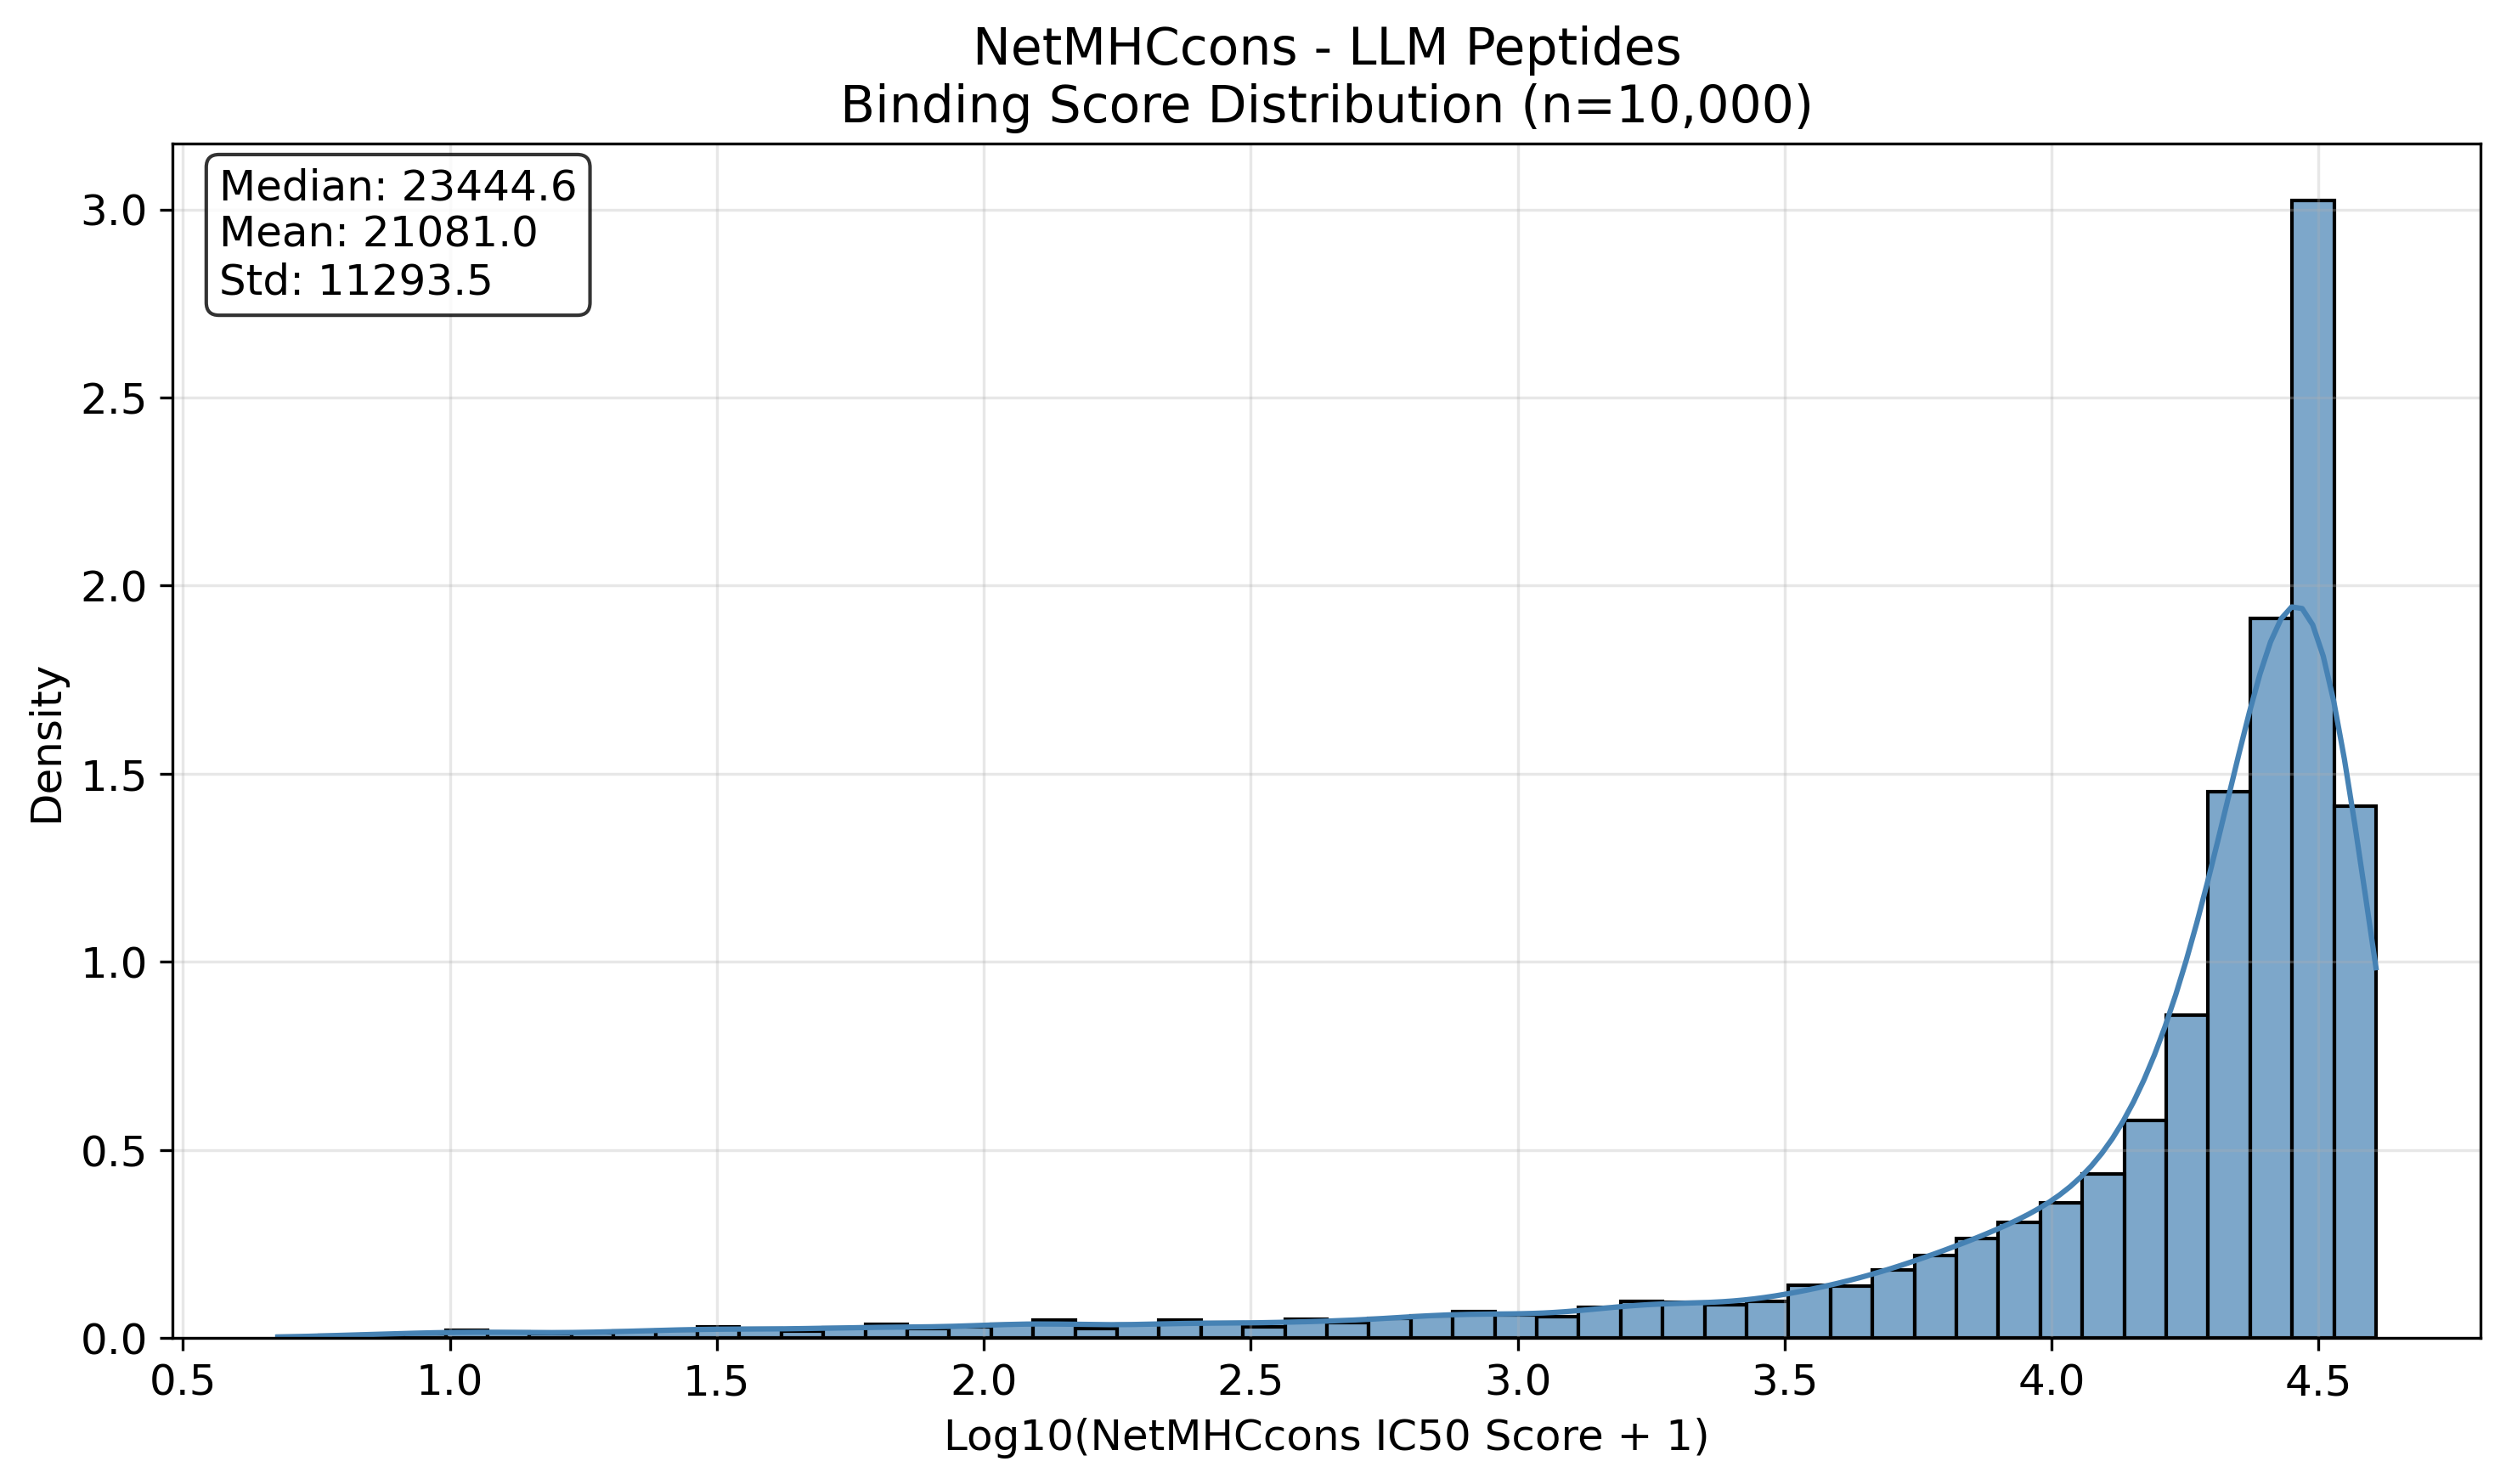 NetMHCcons - LLM Peptides
Binding Score Distribution (n=10,000)
Median: 23444.6
Mean: 21081.0
Std: 11293.5
Density
3.0
2.5
2.0
1.5
1.0
0.5
0.0
0.5 1.0 1.5 2.0 2.5 3.0 3.5 4.0 4.5
Log10(NetMHCcons IC50 Score + 1)